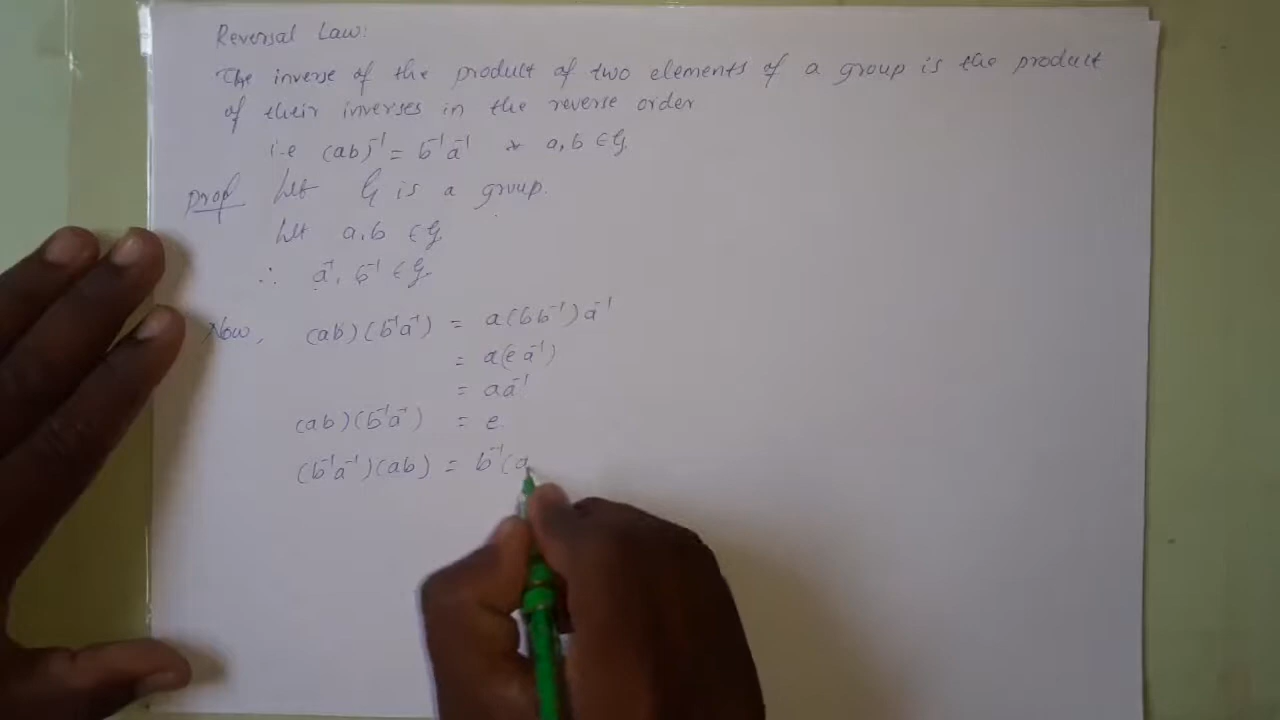 Reversal Law:
The inverse of the product of two elements of a group is the product
of their inverses in the reverse order
i.e (ab)⁻¹ = b⁻¹a⁻¹ * a,b ∈ G.
proof Let G is a group.
Let a,b ∈ G
∴ a⁻¹, b⁻¹ ∈ G.
Now, (ab)(b⁻¹a⁻¹) = a(bb⁻¹)a⁻¹
= a(ea⁻¹)
= aa⁻¹
(ab)(b⁻¹a⁻¹) = e.
(b⁻¹a⁻¹)(ab) = b⁻¹(a